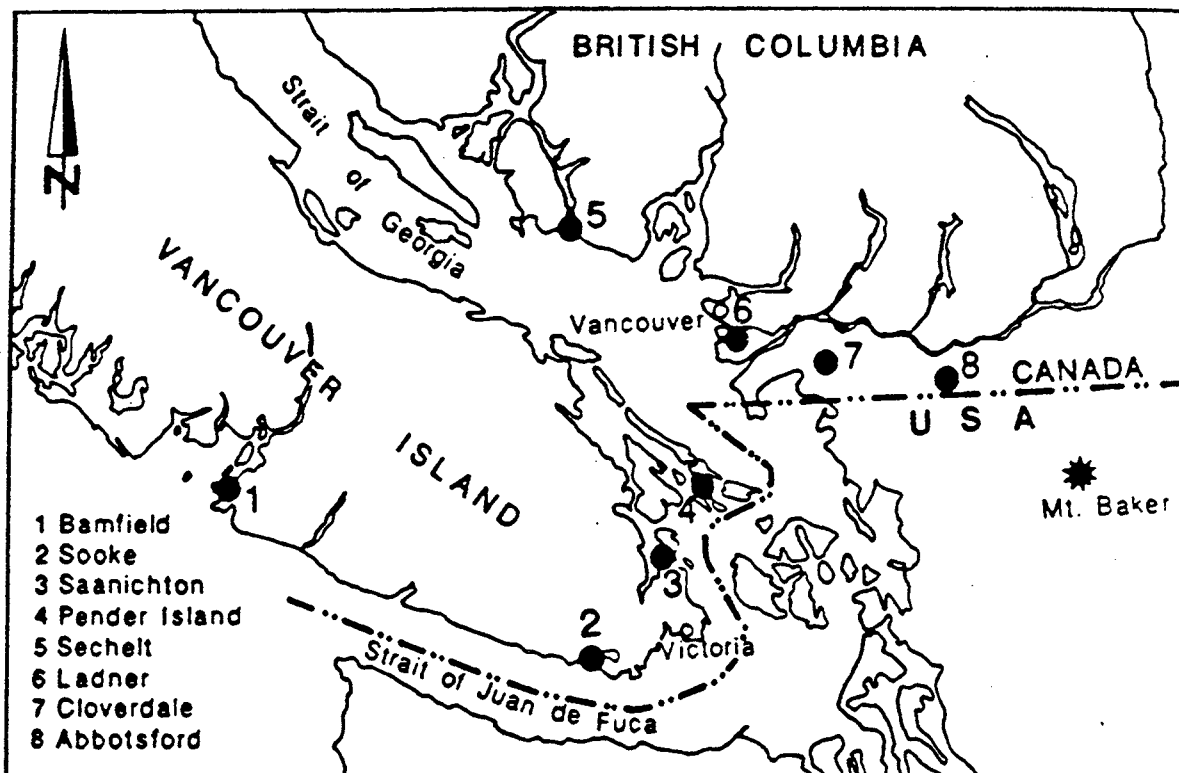 BRITISH COLUMBIA
N
Strait of Georgia
5
VANCOUVER ISLAND
Vancouver
6
7
8
CANADA
USA
Mt. Baker
1
4
3
2
Victoria
Strait of Juan de Fuca
1 Bamfield
2 Sooke
3 Saanichton
4 Pender Island
5 Sechelt
6 Ladner
7 Cloverdale
8 Abbotsford